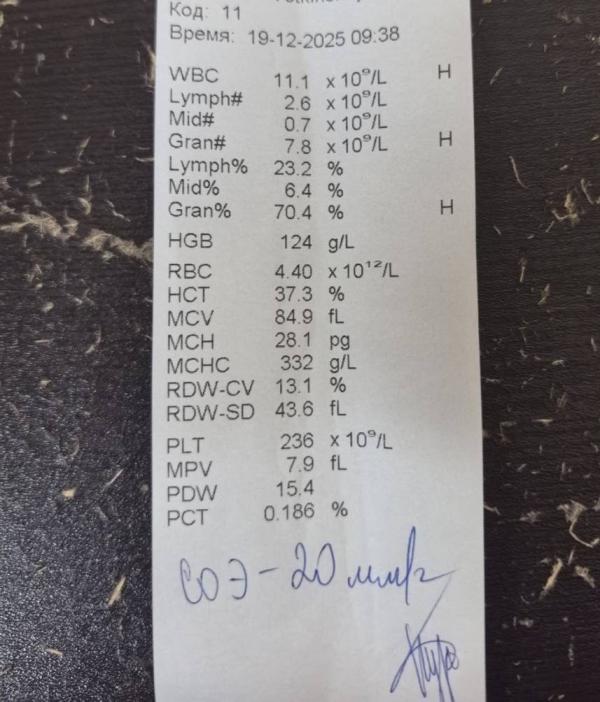 Код: 11
Время: 19-12-2025 09:38
WBC 11.1 x 10⁹/L H
Lymph# 2.6 x 10⁹/L
Mid# 0.7 x 10⁹/L
Gran# 7.8 x 10⁹/L H
Lymph% 23.2 %
Mid% 6.4 %
Gran% 70.4 % H
HGB 124 g/L
RBC 4.40 x 10¹²/L
HCT 37.3 %
MCV 84.9 fL
MCH 28.1 pg
MCHC 332 g/L
RDW-CV 13.1 %
RDW-SD 43.6 fL
PLT 236 x 10⁹/L
MPV 7.9 fL
PDW 15.4
PCT 0.186 %
СОЭ - 20 мм/г